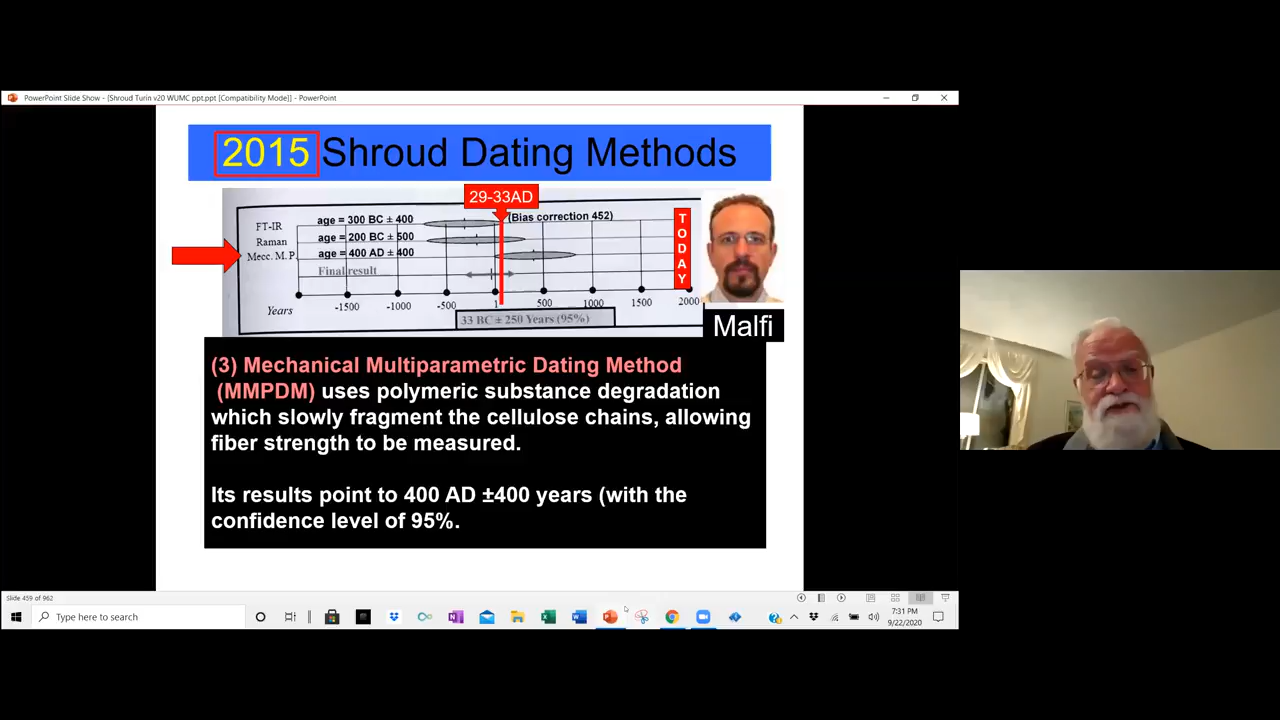 PowerPoint Slide Show - [Shroud Turin v20 WUMC ppt.ppt [Compatibility Mode]] - PowerPoint
2015 Shroud Dating Methods
29-33AD
FT-IR age = 300 BC ± 400 (Bias correction 452)
Raman age = 200 BC ± 500
Mecc. M. P. age = 400 AD ± 400
Final result
TODAY
Years -1500 -1000 -500 1 500 1000 1500 2000
33 BC ± 250 Years (95%)
Malfi
(3) Mechanical Multiparametric Dating Method
(MMPDM) uses polymeric substance degradation
which slowly fragment the cellulose chains, allowing
fiber strength to be measured.
Its results point to 400 AD ±400 years (with the
confidence level of 95%.
Slide 459 of 962
Type here to search
7:31 PM
9/22/2020